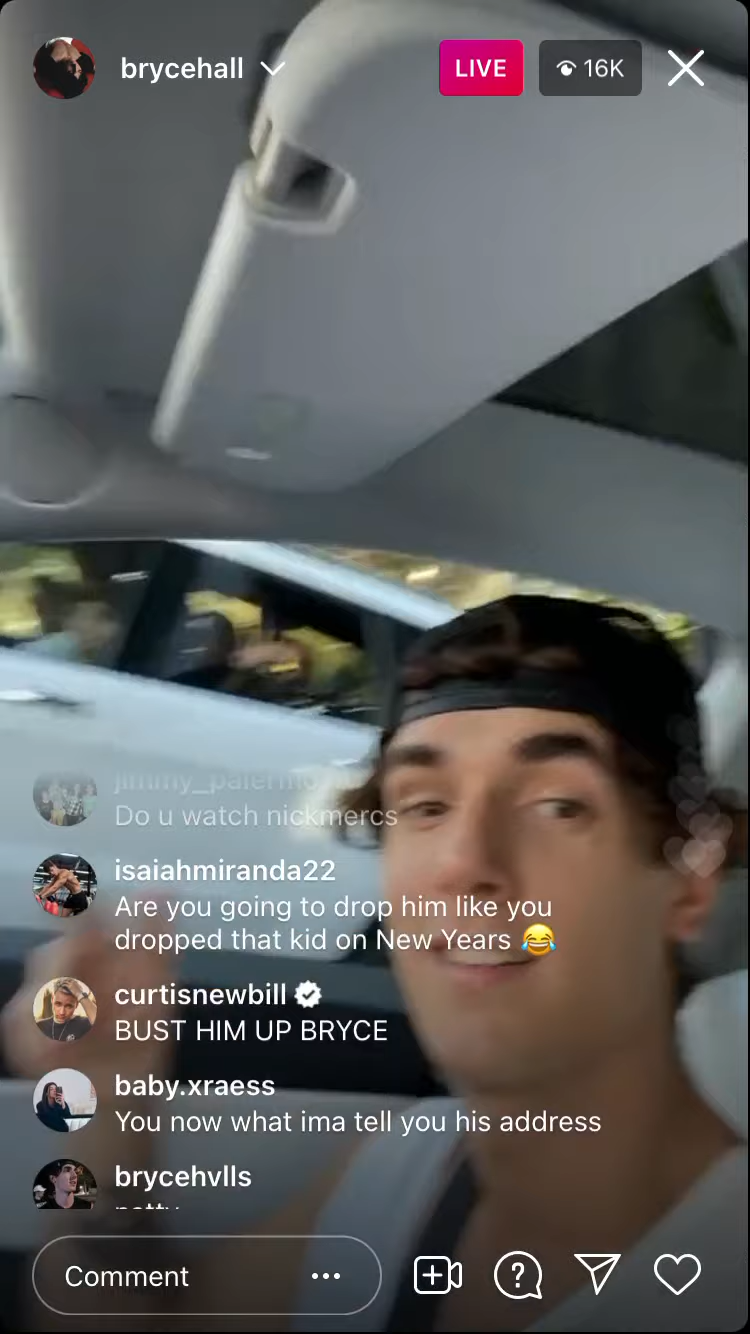 brycehall
LIVE
16K
Do u watch nickmercs
isaiahmiranda22
Are you going to drop him like you
dropped that kid on New Years 😂
curtisnewbill
BUST HIM UP BRYCE
baby.xraess
You now what ima tell you his address
brycehvlls
Comment